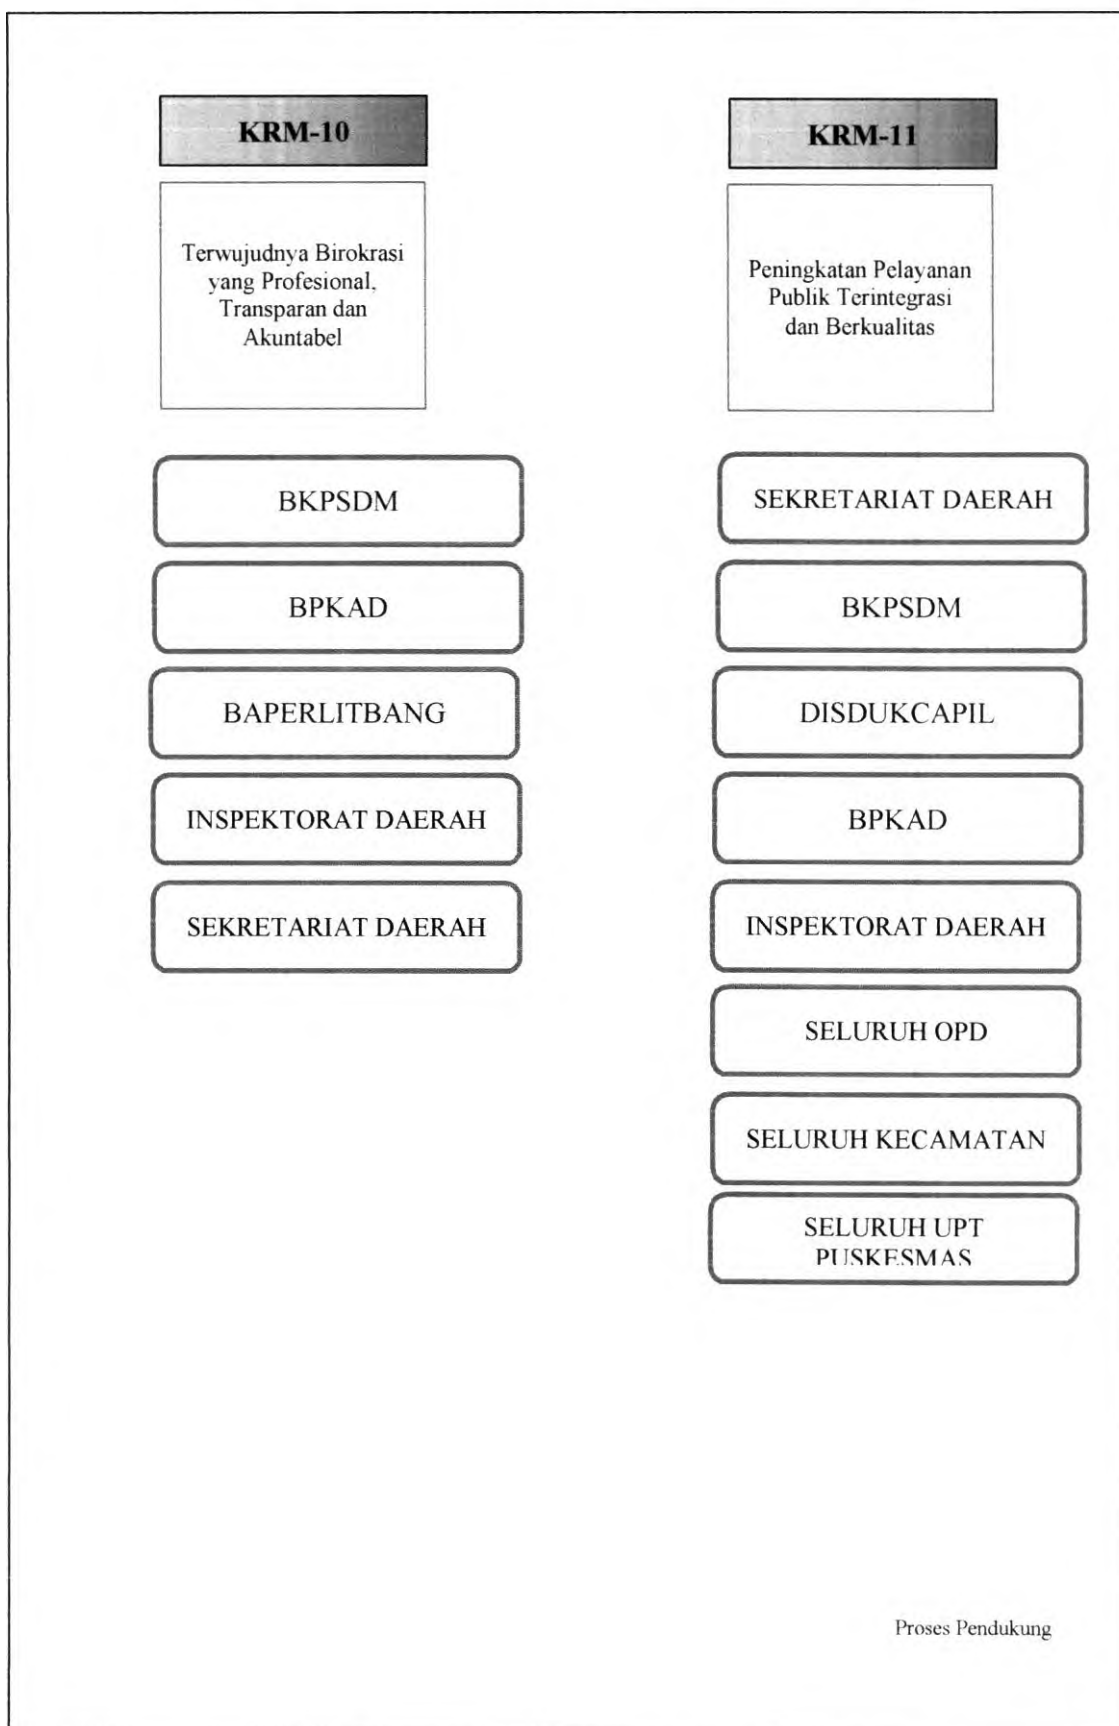 KRM-10
Terwujudnya Birokrasi
yang Profesional,
Transparan dan
Akuntabel
BKPSDM
BPKAD
BAPERLITBANG
INSPEKTORAT DAERAH
SEKRETARIAT DAERAH
KRM-11
Peningkatan Pelayanan
Publik Terintegrasi
dan Berkualitas
SEKRETARIAT DAERAH
BKPSDM
DISDUKCAPIL
BPKAD
INSPEKTORAT DAERAH
SELURUH OPD
SELURUH KECAMATAN
SELURUH UPT
PUSKESMAS
Proses Pendukung